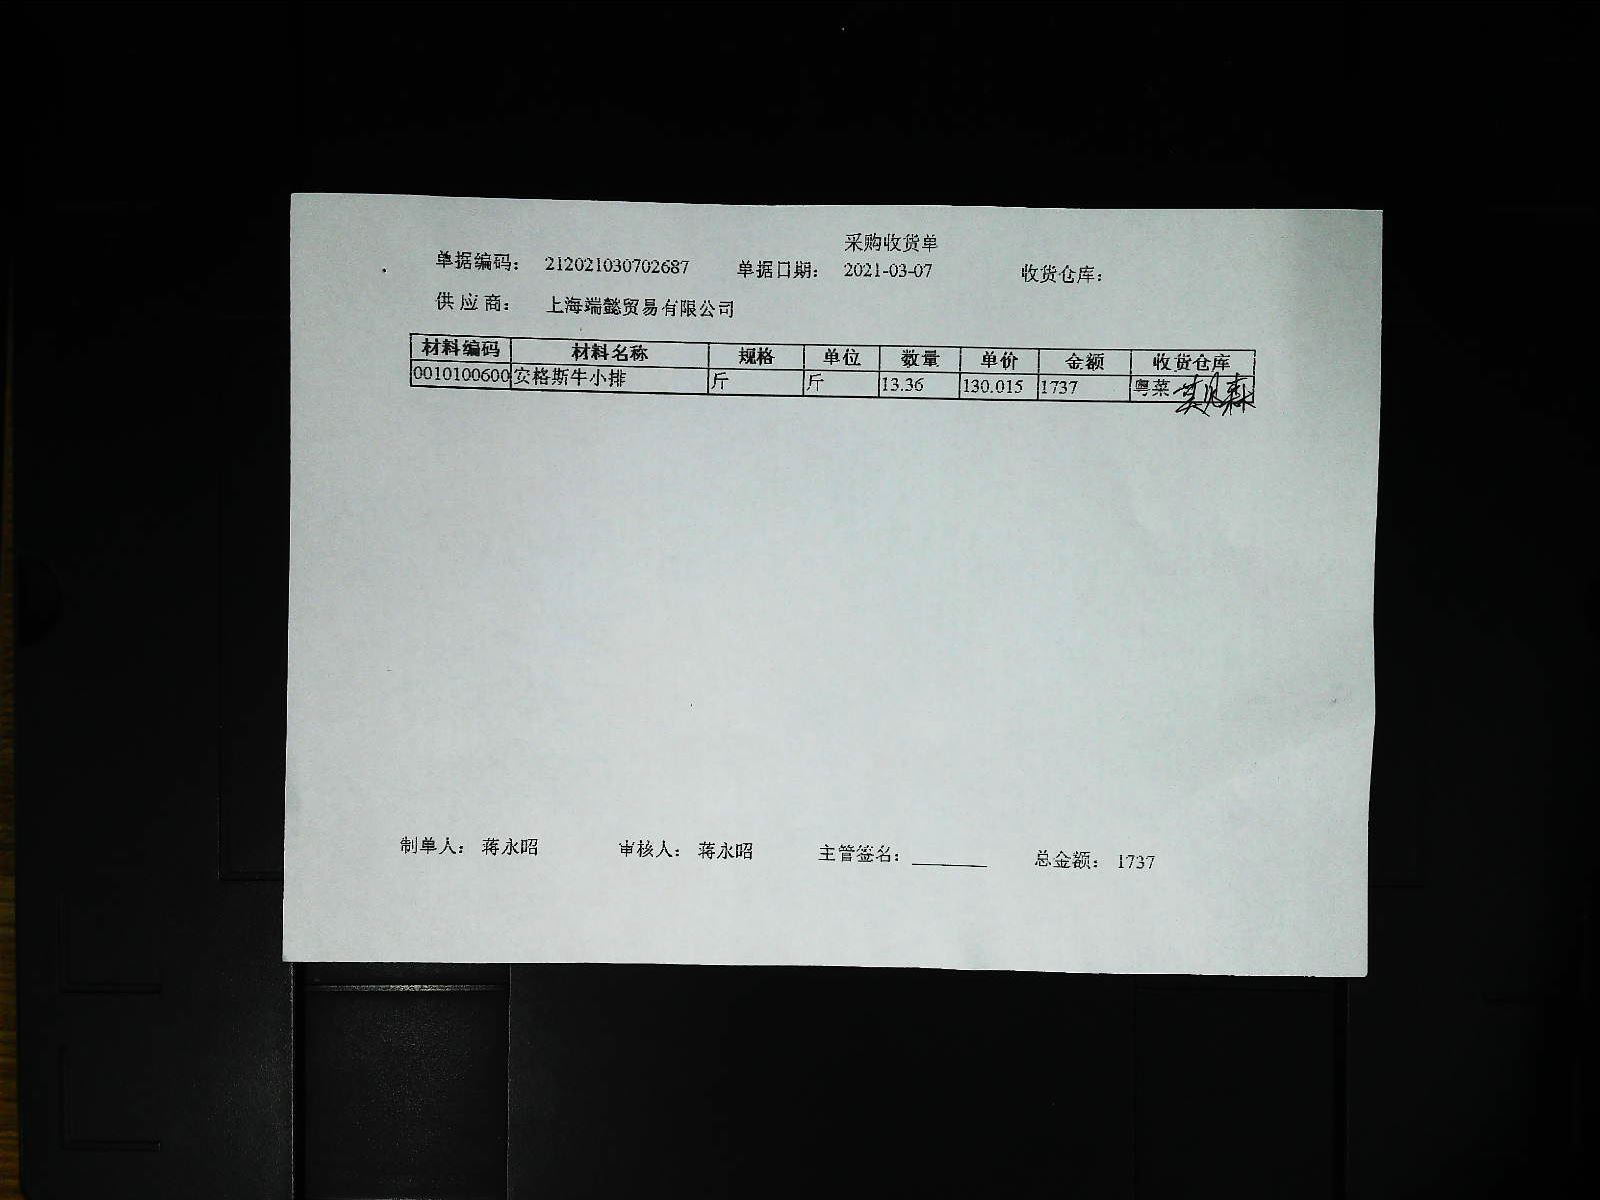 采购收货单
单据编码： 212021030702687 单据日期： 2021-03-07 收货仓库：
供应商： 上海端懿贸易有限公司
材料编码 材料名称 规格 单位 数量 单价 金额 收货仓库
0010100600 安格斯牛小排 斤 斤 13.36 130.015 1737 粤菜
制单人： 蒋永昭 审核人： 蒋永昭 主管签名： 总金额： 1737